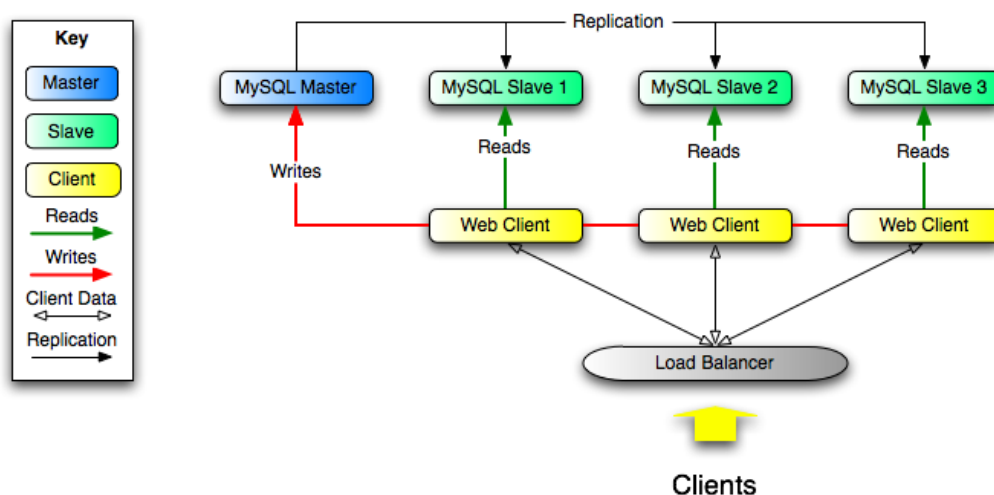 Key
Master
Slave
Client
Reads
Writes
Client Data
Replication
Replication
MySQL Master
MySQL Slave 1
MySQL Slave 2
MySQL Slave 3
Writes
Reads
Reads
Reads
Web Client
Web Client
Web Client
Load Balancer
Clients